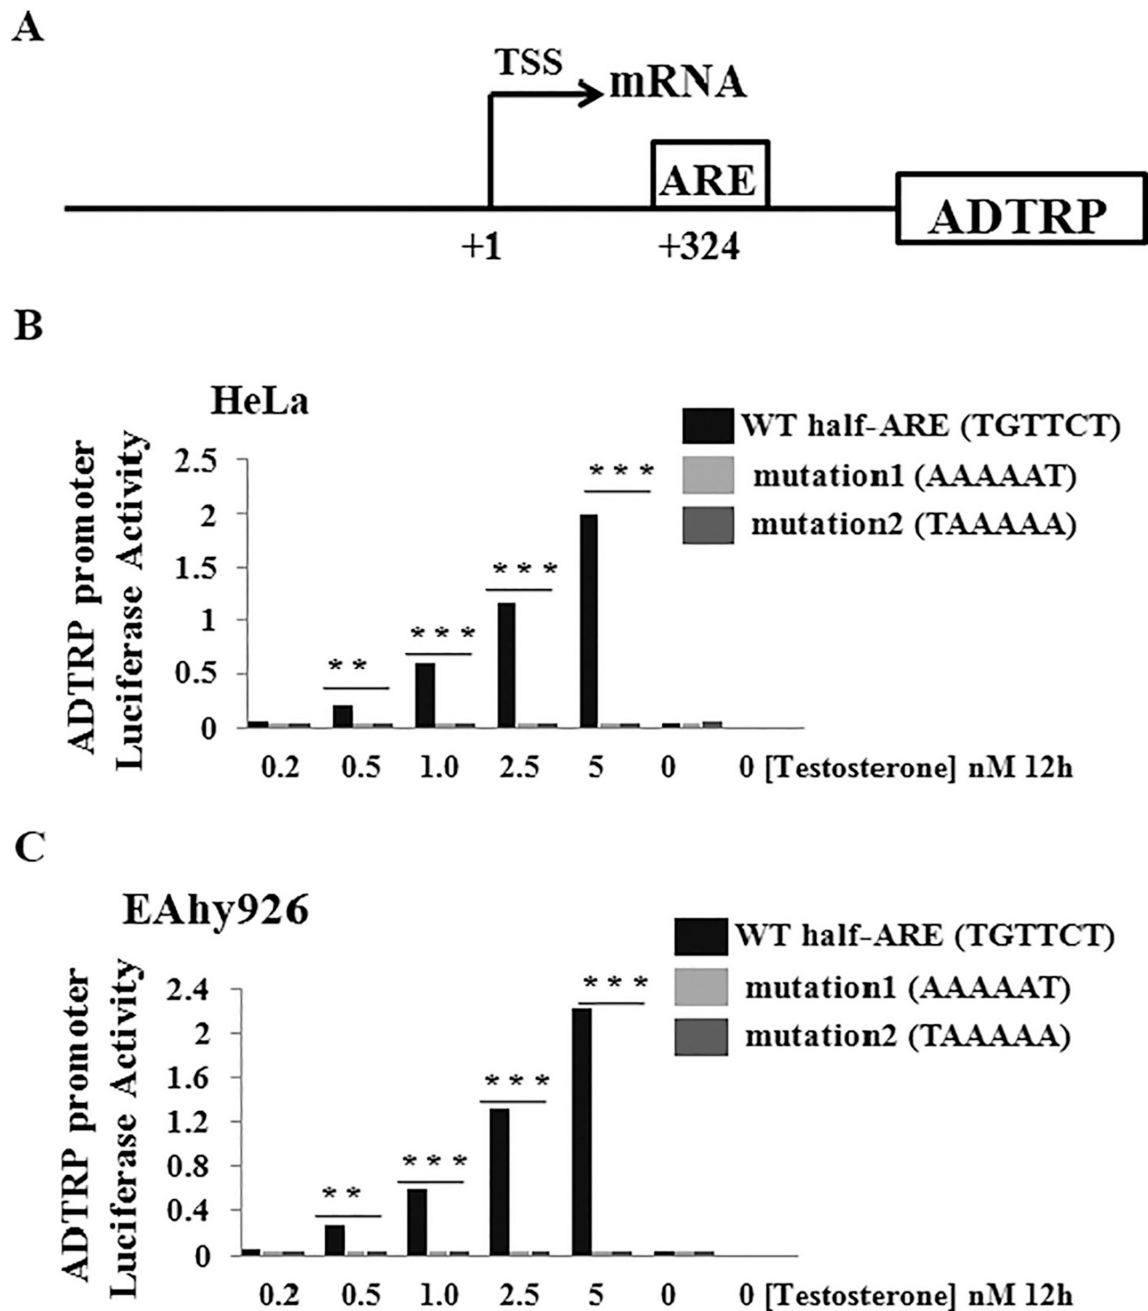 A
TSS
mRNA
ARE
ADTRP
+1
+324
B
HeLa
ADTRP promoter
Luciferase Activity
WT half-ARE (TGTTCT)
mutation1 (AAAAAT)
mutation2 (TAAAAA)
2.5
2
1.5
1
0.5
0
* *
* * *
* * *
* * *
0.2 0.5 1.0 2.5 5 0 0 [Testosterone] nM 12h
C
EAhy926
ADTRP promoter
Luciferase Activity
WT half-ARE (TGTTCT)
mutation1 (AAAAAT)
mutation2 (TAAAAA)
2.4
2
1.6
1.2
0.8
0.4
0
* *
* * *
* * *
* * *
0.2 0.5 1.0 2.5 5 0 0 [Testosterone] nM 12h